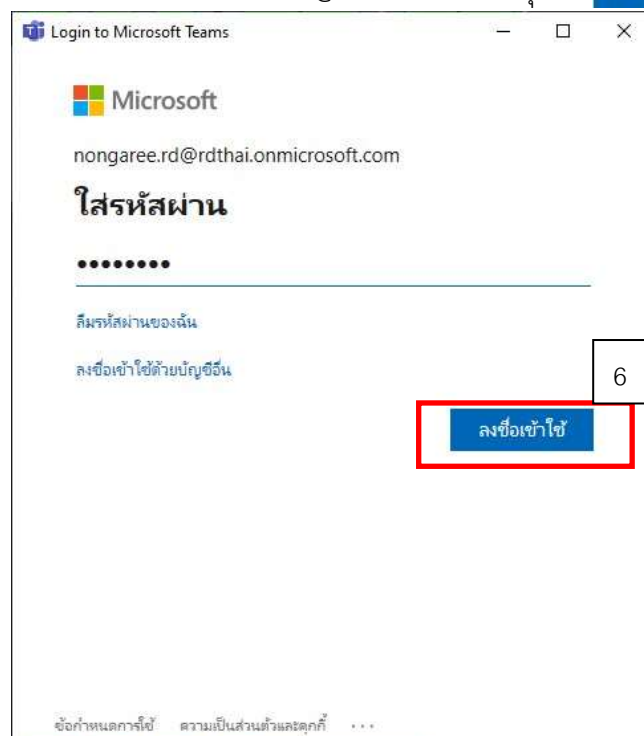 Login to Microsoft Teams
Microsoft
nongaree.rd@rdthai.onmicrosoft.com
ใส่รหัสผ่าน
••••••••
ลืมรหัสผ่านของฉัน
ลงชื่อเข้าใช้ด้วยบัญชีอื่น
6
ลงชื่อเข้าใช้
ข้อกำหนดการใช้ ความเป็นส่วนตัวและคุกกี้ ...